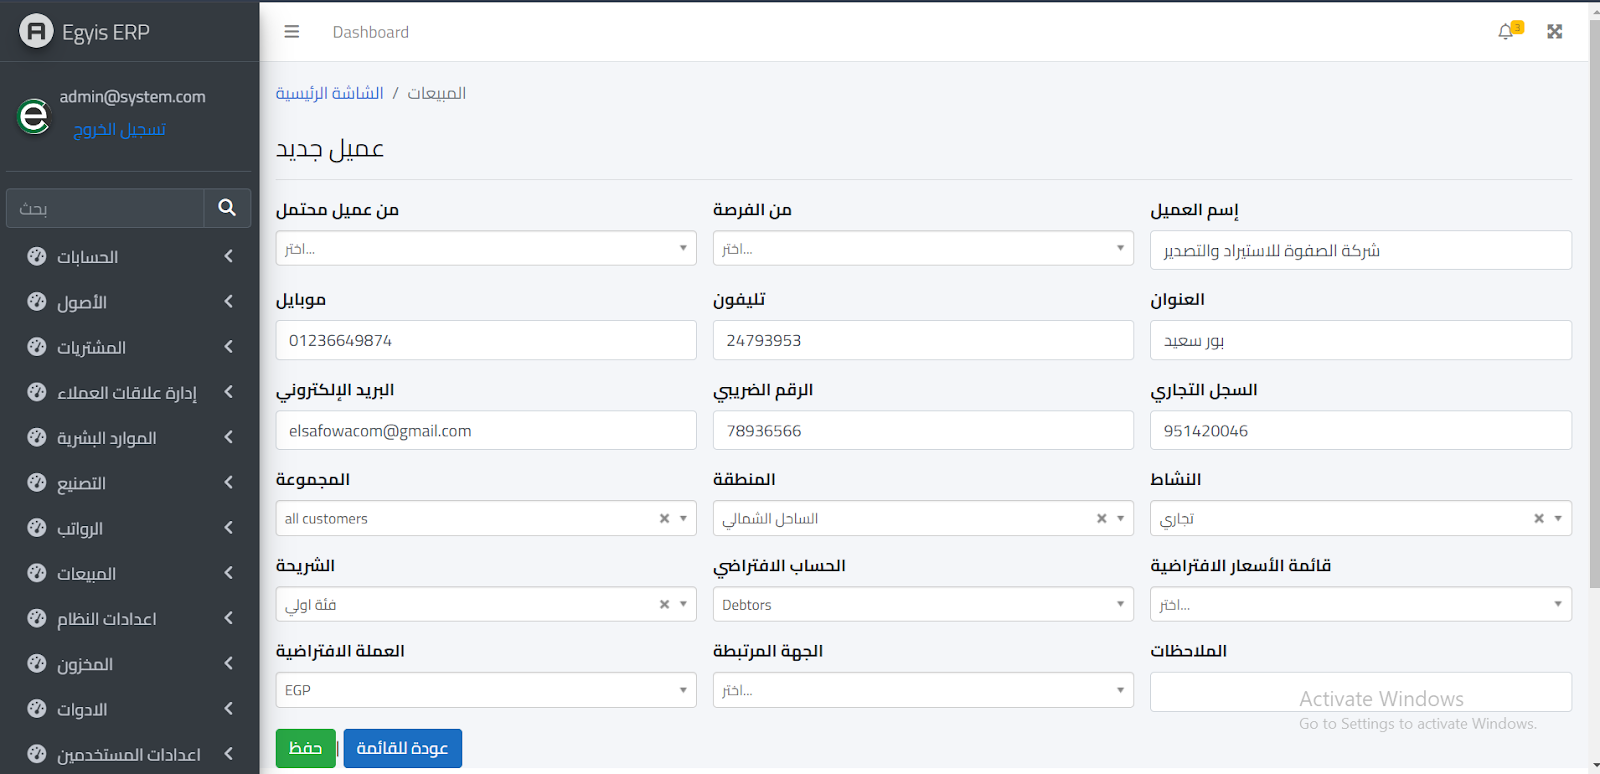 Egyis ERP
admin@system.com
تسجيل الخروج
بحث
الحسابات
الأصول
المشتريات
إدارة علاقات العملاء
الموارد البشرية
التصنيع
الرواتب
المبيعات
اعدادات النظام
المخزون
الادوات
اعدادات المستخدمين
Dashboard
3
الشاشة الرئيسية / المبيعات
عميل جديد
إسم العميل
شركة الصفوة للاستيراد والتصدير
من الفرصة
اختر...
من عميل محتمل
اختر...
العنوان
بور سعيد
تليفون
24793953
موبايل
01236649874
السجل التجاري
951420046
الرقم الضريبي
78936566
البريد الإلكتروني
elsafowacom@gmail.com
النشاط
تجاري
المنطقة
الساحل الشمالي
المجموعة
all customers
قائمة الأسعار الافتراضية
اختر...
الحساب الافتراضي
Debtors
الشريحة
فئة اولي
الملاحظات
الجهة المرتبطة
اختر...
العملة الافتراضية
EGP
حفظ | عودة للقائمة
Activate Windows
Go to Settings to activate Windows.